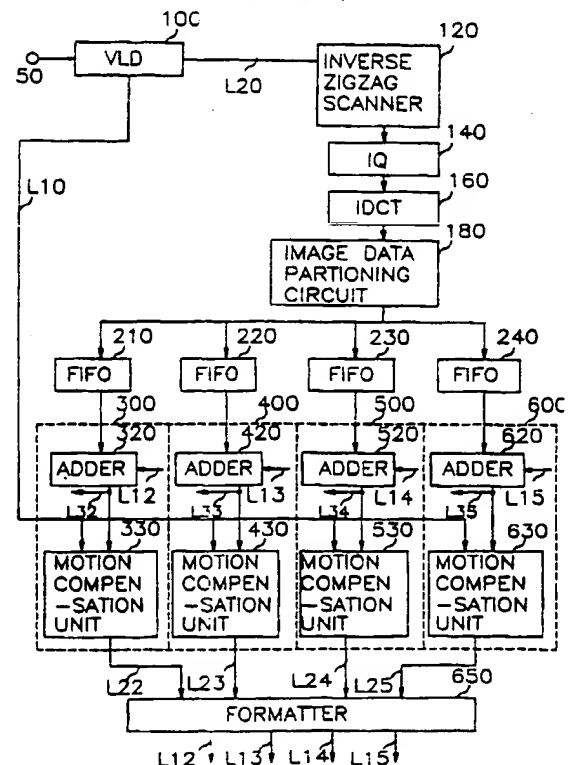 100
120
50
VLD
L20
INVERSE
ZIGZAG
SCANNER
140
IQ
L10
160
IDCT
180
IMAGE DATA
PARTIONING
CIRCUIT
210
220
230
240
FIFO
FIFO
FIFO
FIFO
300
400
500
600
320
420
520
620
ADDER
ADDER
ADDER
ADDER
L32
L12
L33
L13
L34
L14
L35
L15
330
430
530
630
MOTION
COMPEN
-SATION
UNIT
MOTION
COMPEN
-SATION
UNIT
MOTION
COMPEN
-SATION
UNIT
MOTION
COMPEN
-SATION
UNIT
L22
L23
L24
L25
650
FORMATTER
L12
L13
L14
L15